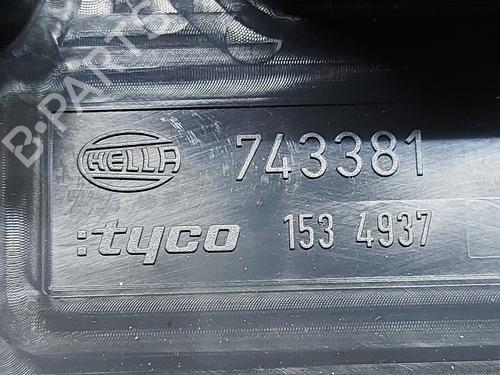 B-PARTS
HELLA 743381
:tyco 153 4937